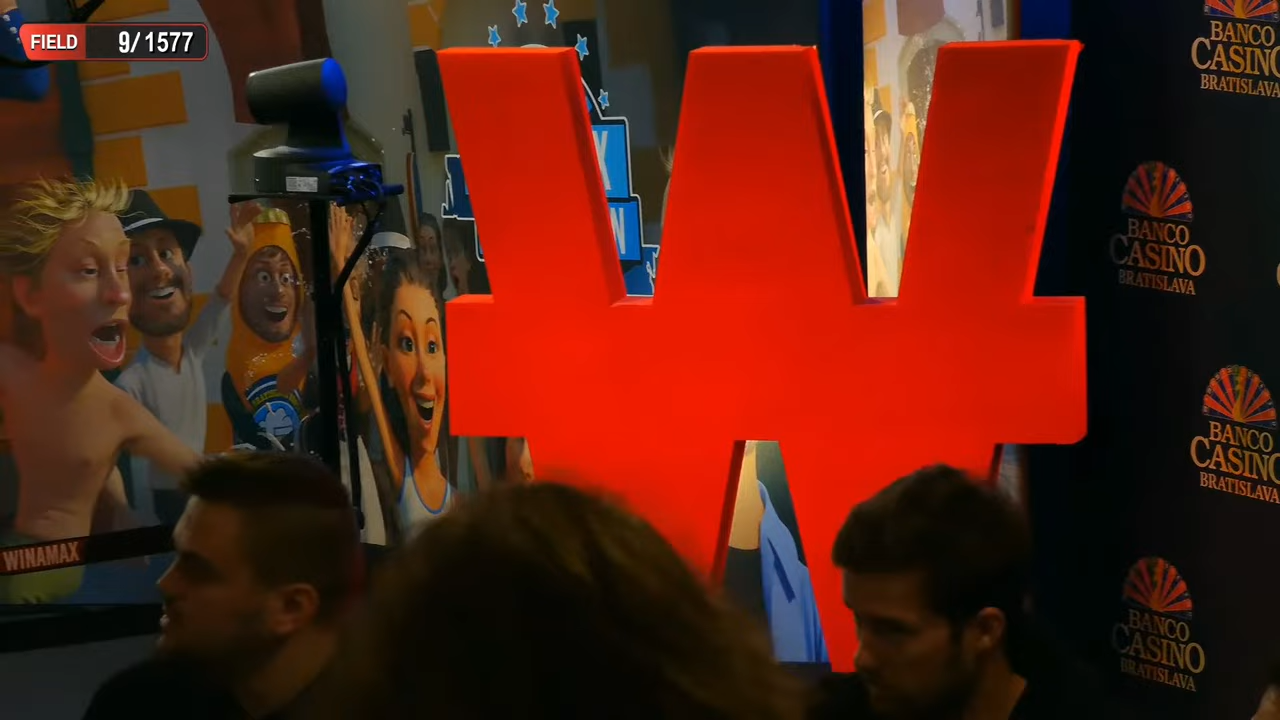 FIELD 9/1577
W
X
N
WINAMAX
BANCO
CASINO
BRATISLAVA
BANCO
CASINO
BRATISLAVA
BANCO
CASINO
BRATISLAVA
BANCO
CASINO
BRATISLAVA